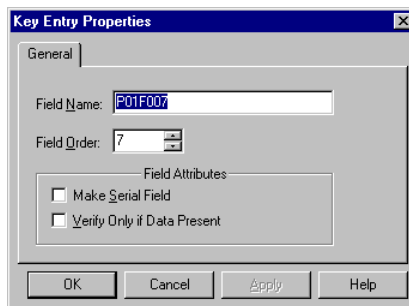 Key Entry Properties
General
Field Name: P01F007
Field Order: 7
Field Attributes
Make Serial Field
Verify Only if Data Present
OK Cancel Apply Help